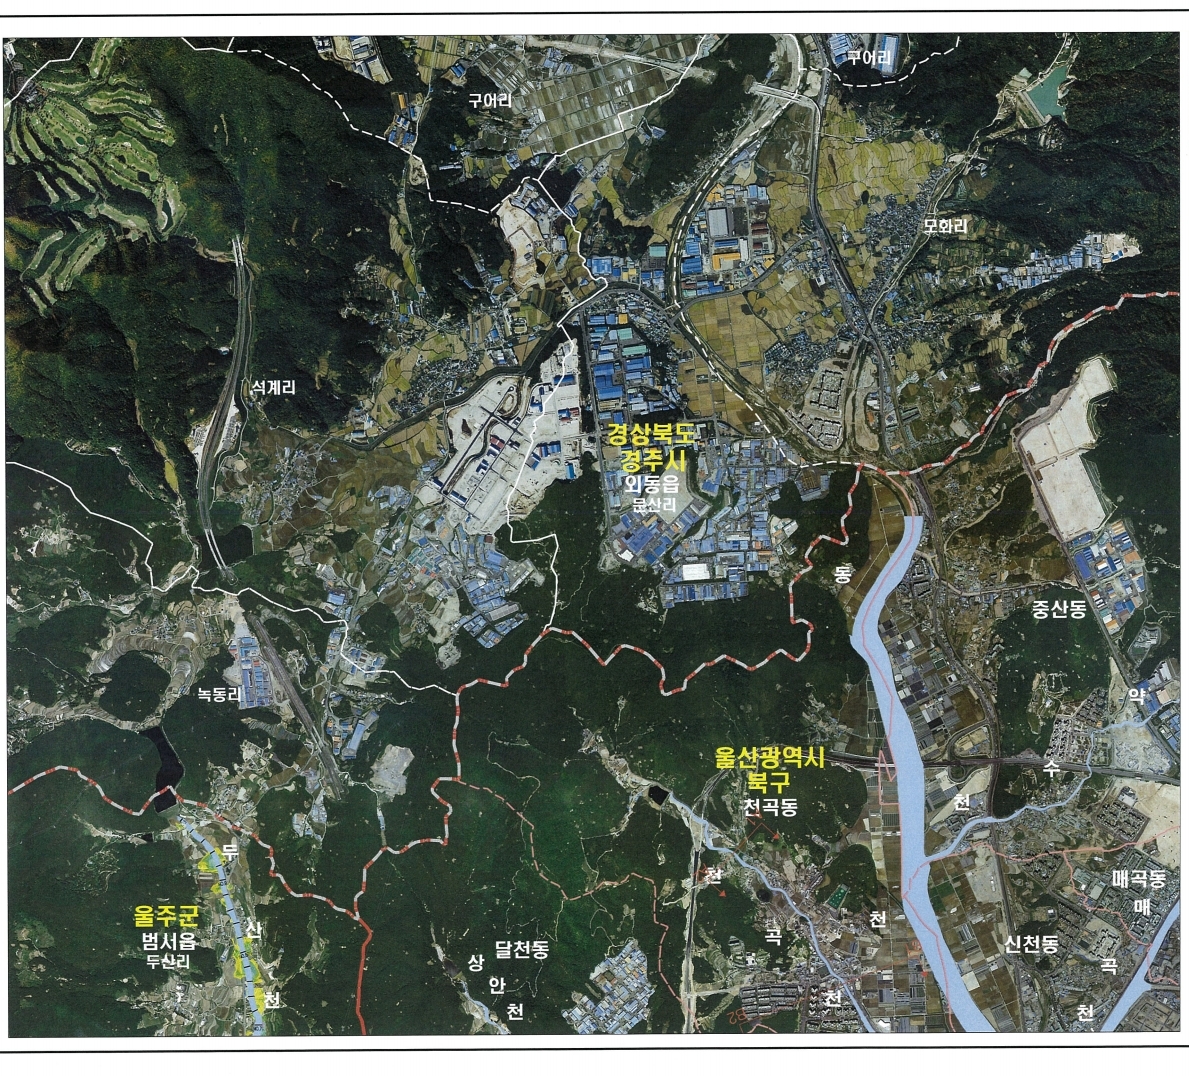 구어리
구어리
모화리
석계리
경상북도
경주시
외동읍
문산리
동
중산동
녹동리
약
울산광역시
북구
천곡동
수
천
두
천
매곡동
울주군
범서읍
두산리
매
천
산
곡
달천동
신천동
상
곡
안
천
천
천
천